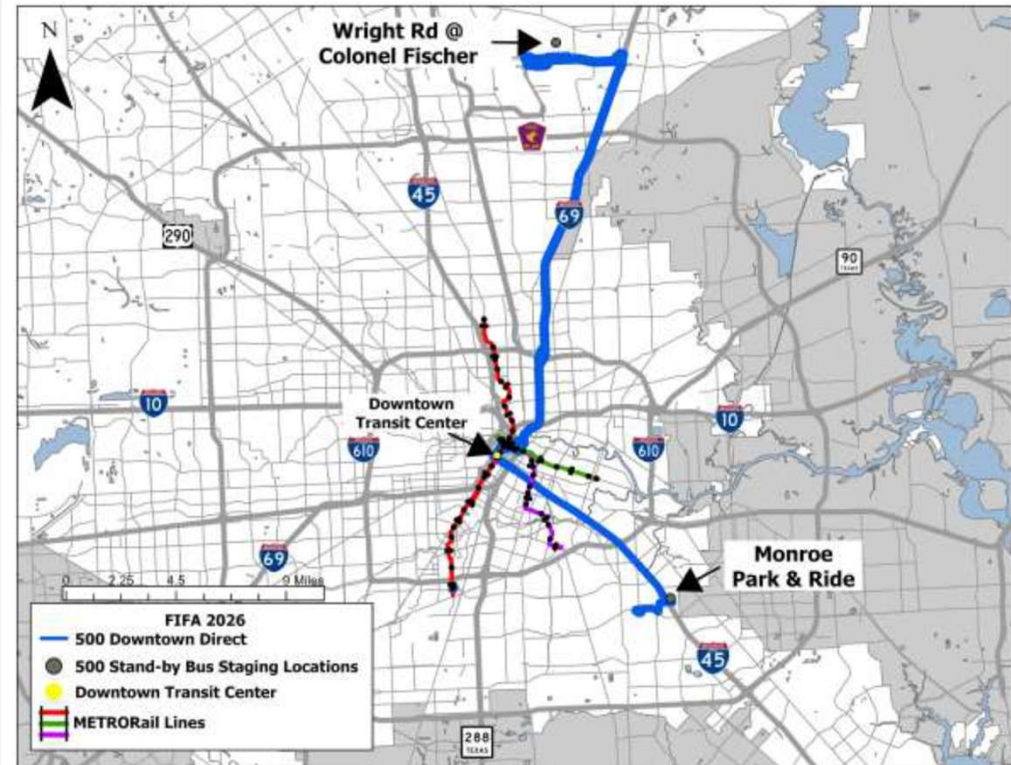 N
Wright Rd @
Colonel Fischer
45
69
290
90
TEXAS
10
Downtown
Transit Center
10
610
610
69
Monroe
Park & Ride
0 2.25 4.5 9 Miles
FIFA 2026
500 Downtown Direct
500 Stand-by Bus Staging Locations
Downtown Transit Center
METRORail Lines
45
288
TEXAS